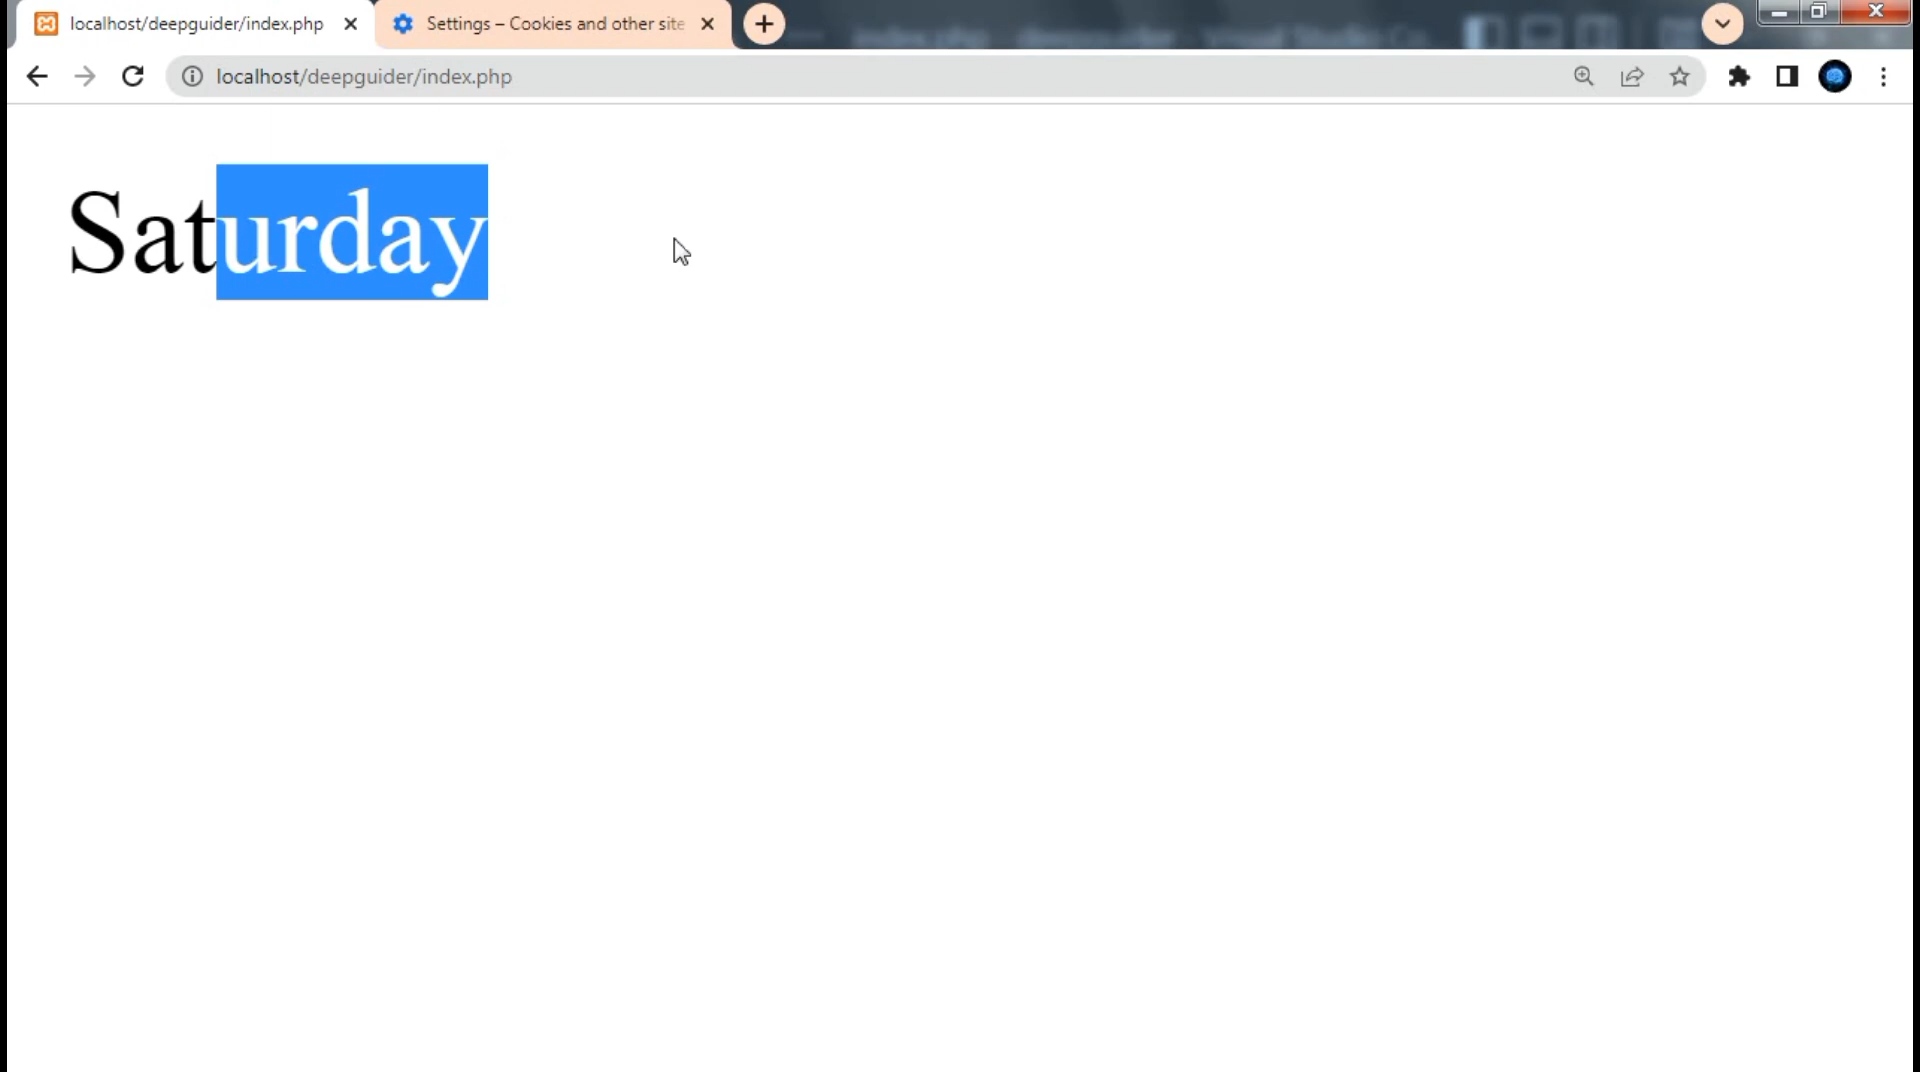 localhost/deepguider/index.php
Settings – Cookies and other site
localhost/deepguider/index.php
Saturday